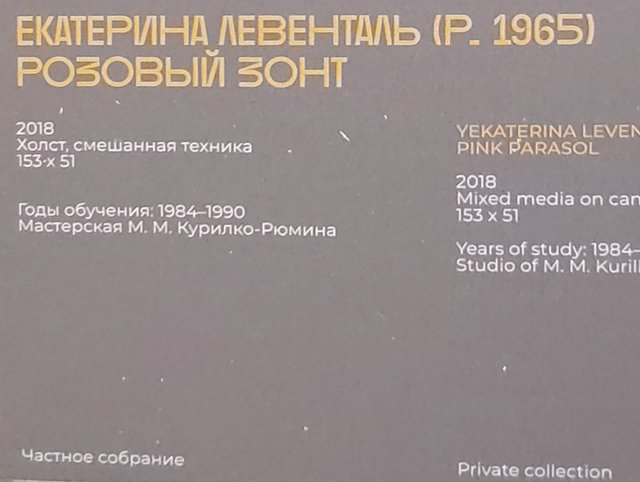 ЕКАТЕРИНА ЛЕВЕНТАЛЬ (Р. 1965)
РОЗОВЫЙ ЗОНТ
2018
Холст, смешанная техника
153 x 51
Годы обучения: 1984–1990
Мастерская М. М. Курилко-Рюмина
Частное собрание
YEKATERINA LEVEN
PINK PARASOL
2018
Mixed media on can
153 x 51
Years of study: 1984–
Studio of M. M. Kuril
Private collection